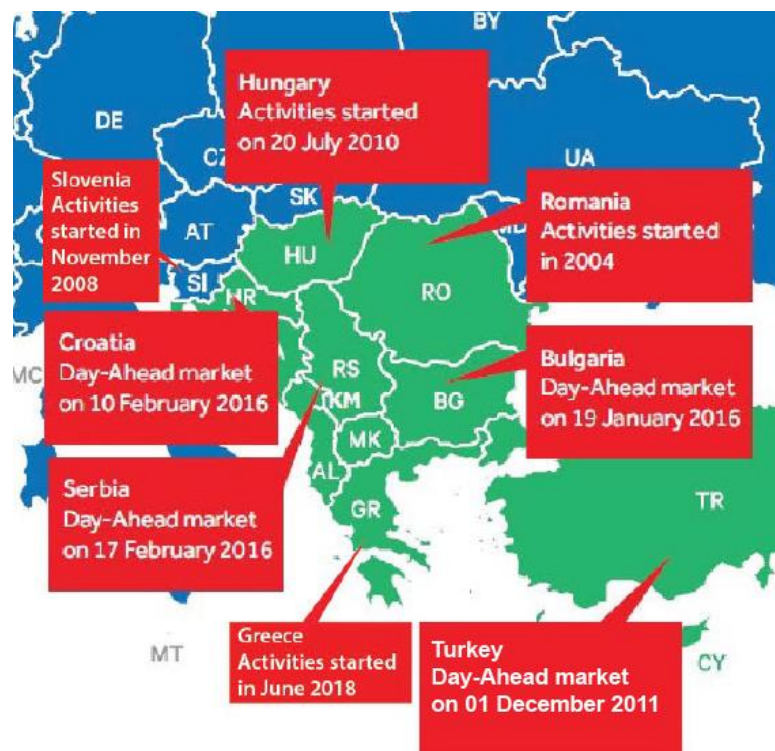 BY
Hungary
Activities started
on 20 July 2010
DE
CZ
UA
Slovenia
Activities
started in
November
2008
SK
AT
Romania
Activities started
in 2004
MD
HU
SI
HR
RO
Croatia
Day-Ahead market
on 10 February 2016
MC
A
RS
KM
BG
Bulgaria
Day-Ahead market
on 19 January 2016
MK
AL
Serbia
Day-Ahead market
on 17 February 2016
GR
TR
Greece
Activities started
in June 2018
MT
Turkey
Day-Ahead market
on 01 December 2011
CY